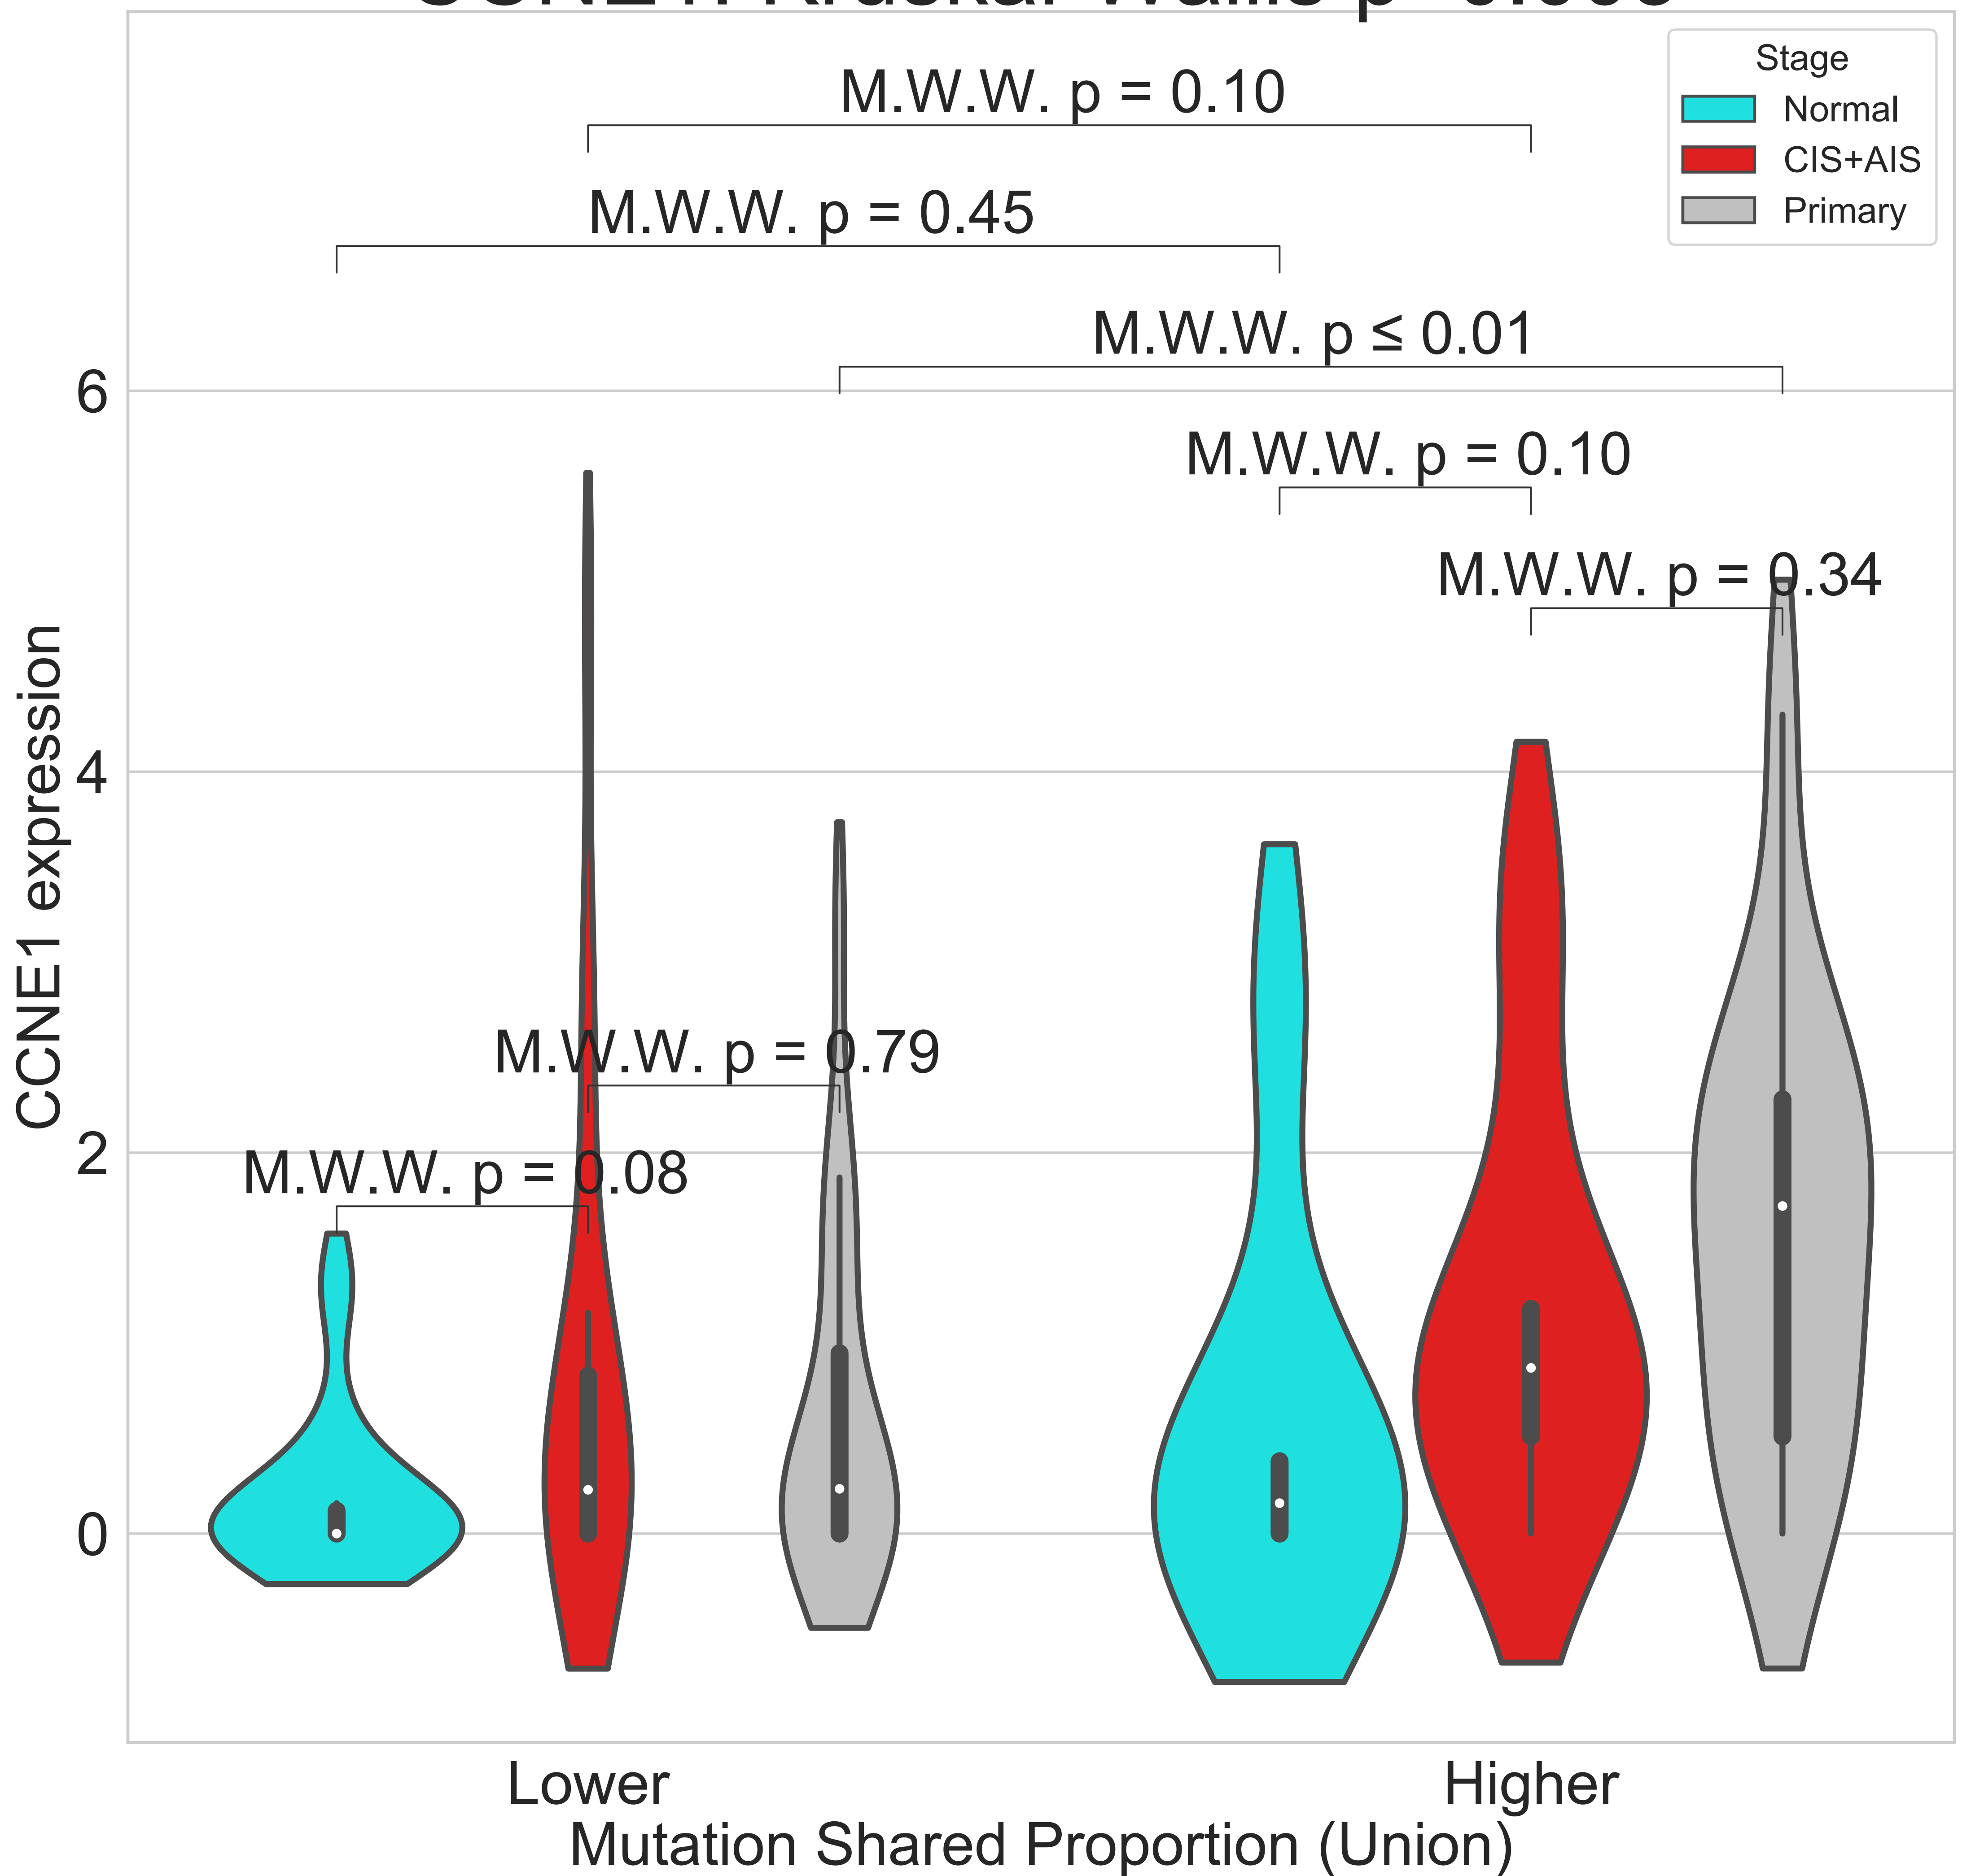 Stage
Normal
CIS+AIS
Primary
M.W.W. p = 0.10
M.W.W. p = 0.45
M.W.W. p ≤ 0.01
M.W.W. p = 0.10
M.W.W. p = 0.34
M.W.W. p = 0.79
M.W.W. p = 0.08
CCNE1 expression
6
4
2
0
Lower
Higher
Mutation Shared Proportion (Union)